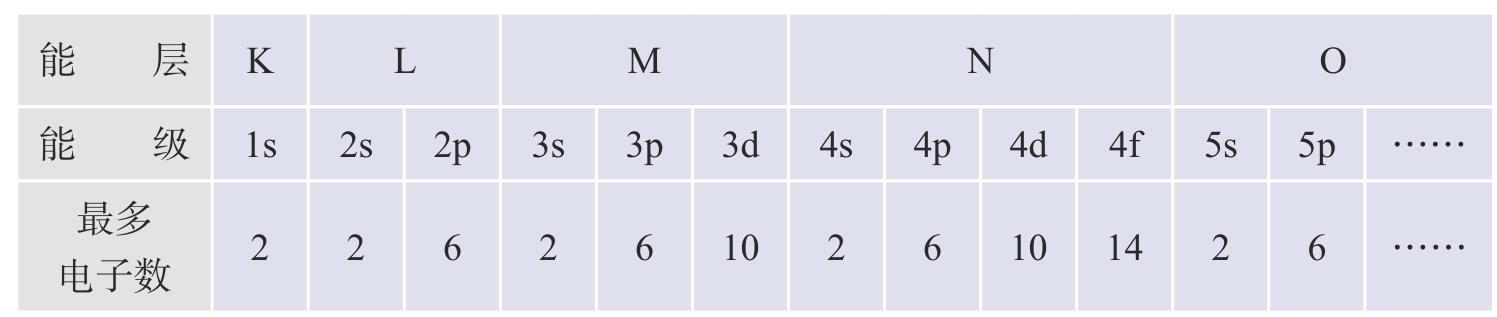 能 层 K L M N O
能 级 1s 2s 2p 3s 3p 3d 4s 4p 4d 4f 5s 5p ……
最多
电子数 2 2 6 2 6 10 2 6 10 14 2 6 ……